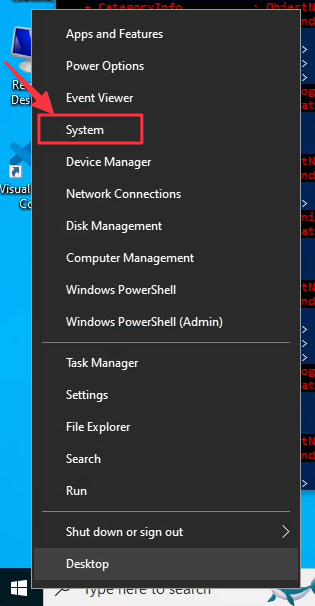 + CategoryInfo : ObjectN
Apps and Features
Power Options
Event Viewer
System
Device Manager
Network Connections
Disk Management
Computer Management
Windows PowerShell
Windows PowerShell (Admin)
Task Manager
Settings
File Explorer
Search
Run
Shut down or sign out
Desktop
Re
Des
Visual
Co
Type here to search